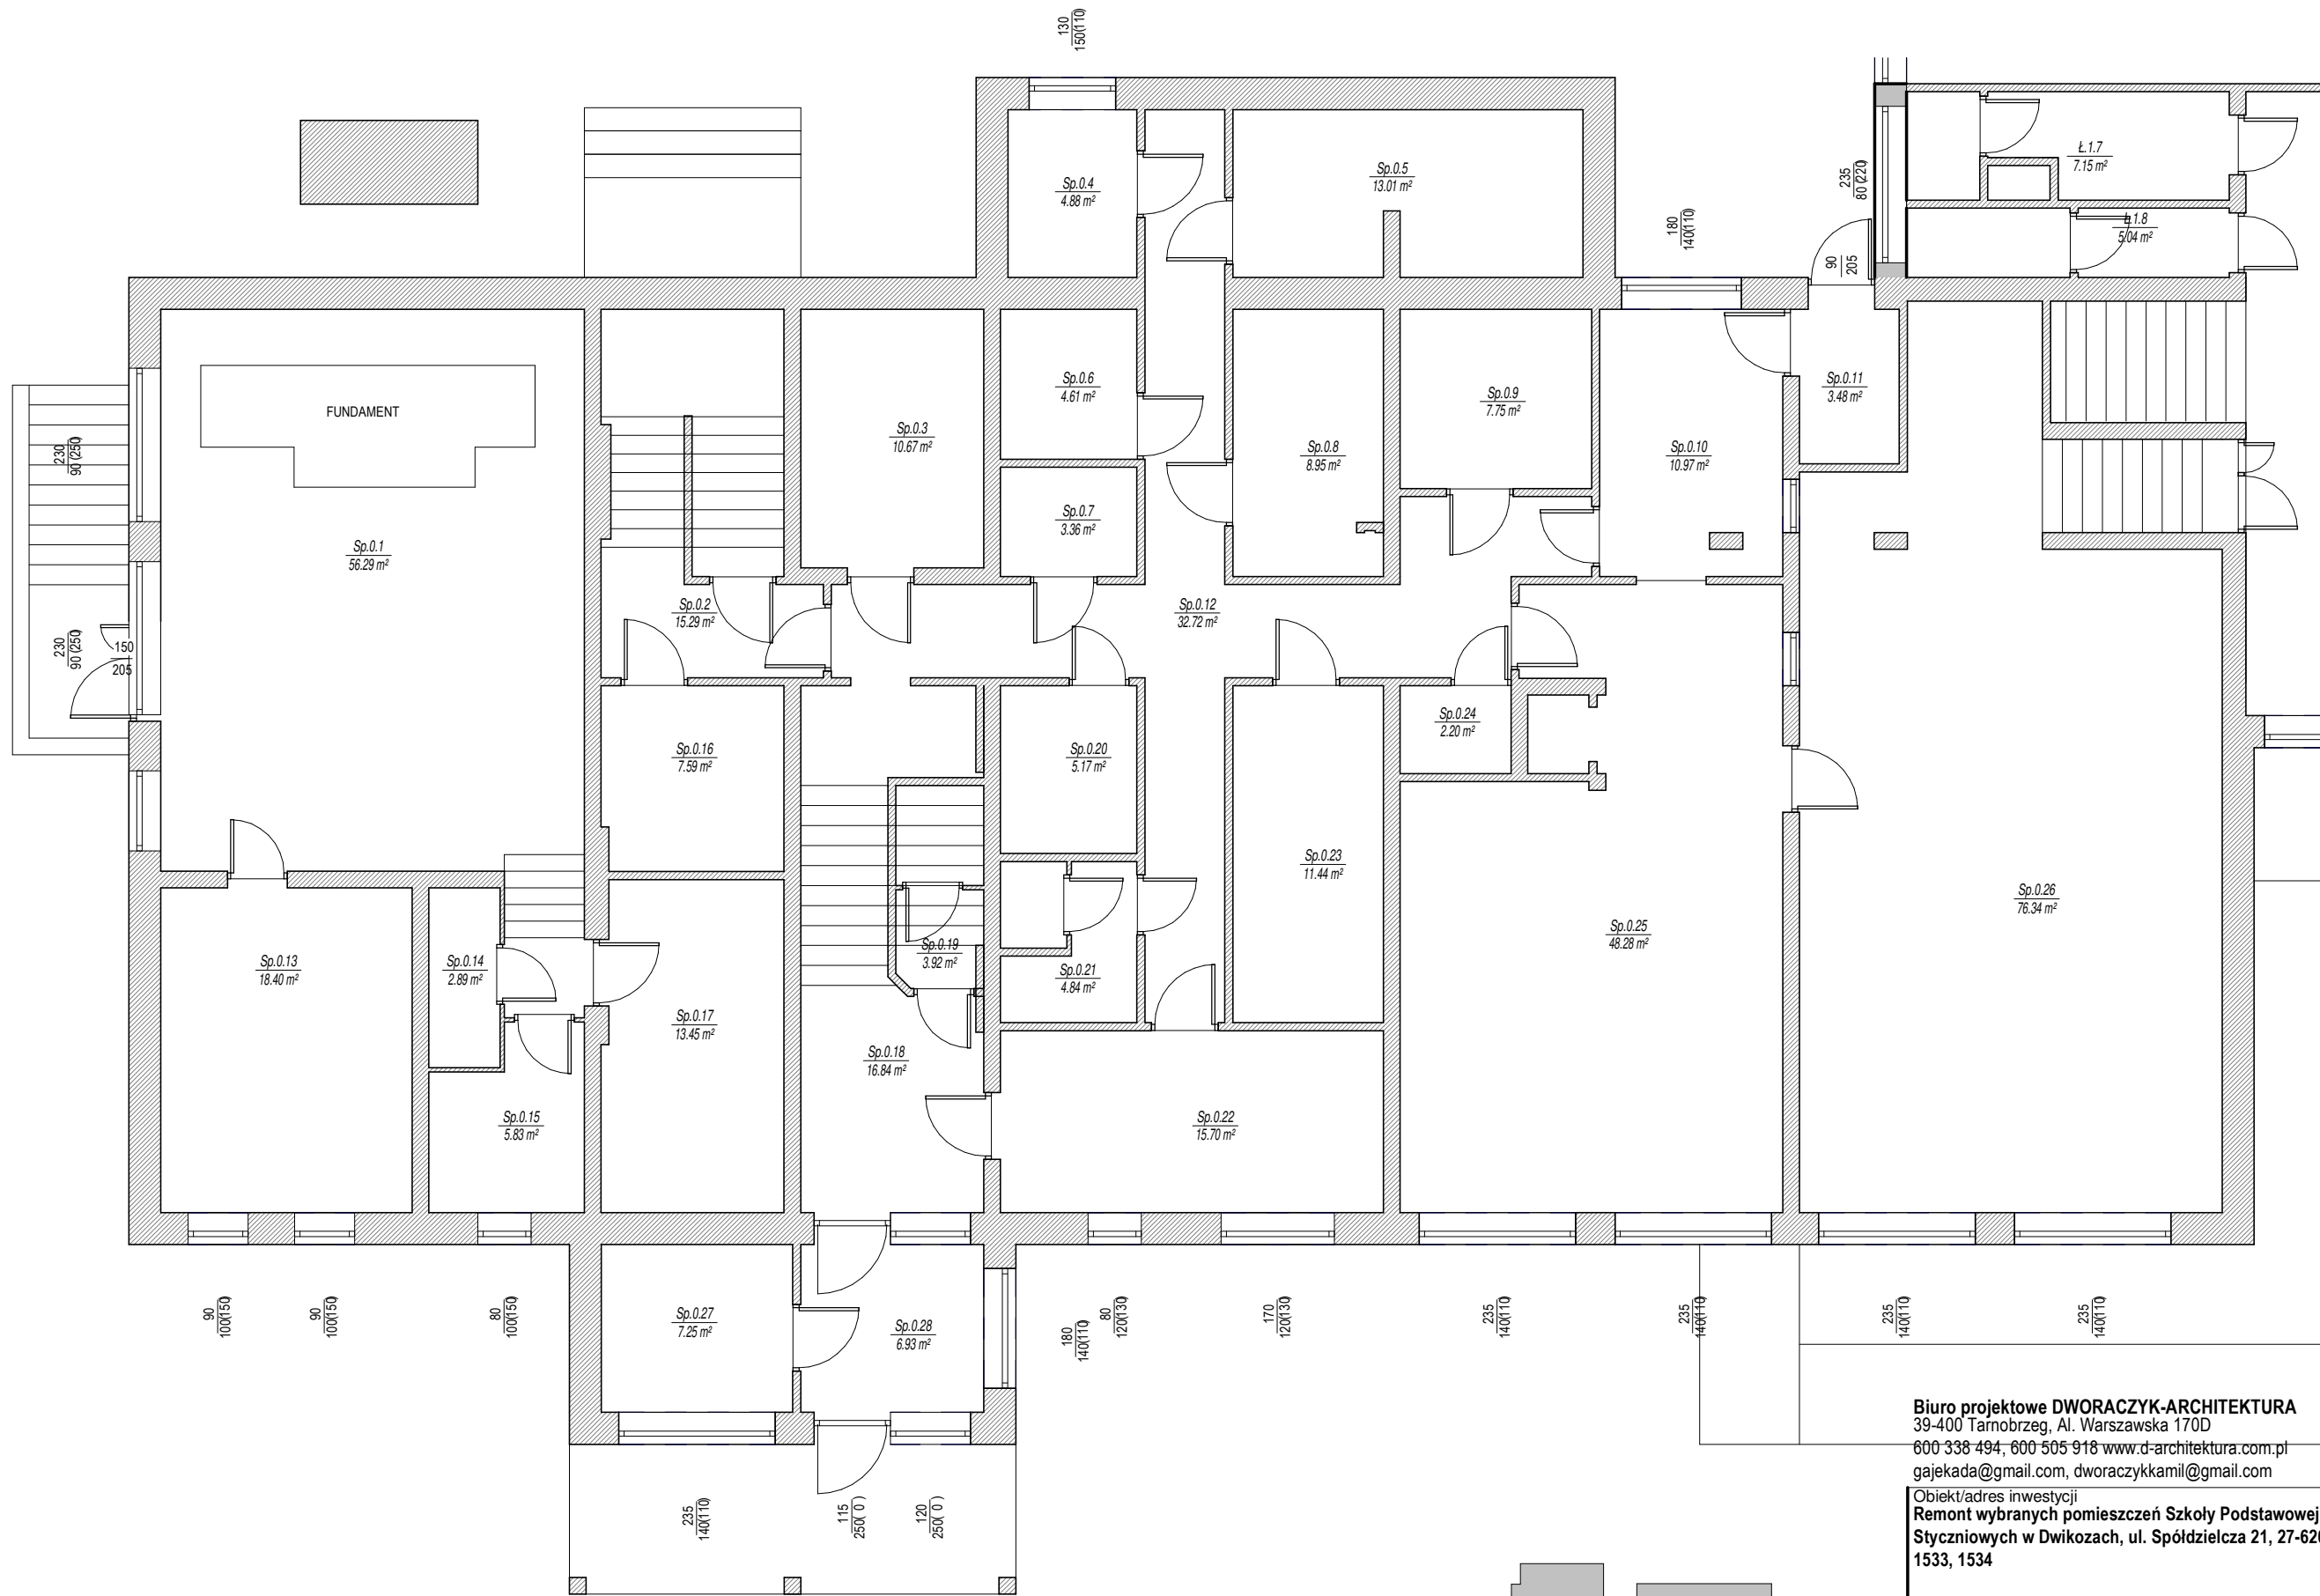 130
150(110)
Sp.0.4
4.88 m²
Sp.0.5
13.01 m²
Ł.1.7
7.15 m²
235
80 (220)
180
140(110)
Ł.1.8
5.04 m²
90
205
FUNDAMENT
Sp.0.6
4.61 m²
Sp.0.9
7.75 m²
Sp.0.11
3.48 m²
Sp.0.3
10.67 m²
Sp.0.8
8.95 m²
Sp.0.10
10.97 m²
230
90 (250)
Sp.0.7
3.36 m²
Sp.0.1
56.29 m²
Sp.0.2
15.29 m²
Sp.0.12
32.72 m²
230
90 (250)
150
205
Sp.0.16
7.59 m²
Sp.0.20
5.17 m²
Sp.0.24
2.20 m²
Sp.0.23
11.44 m²
Sp.0.26
76.34 m²
Sp.0.25
48.28 m²
Sp.0.13
18.40 m²
Sp.0.14
2.89 m²
Sp.0.19
3.92 m²
Sp.0.21
4.84 m²
Sp.0.17
13.45 m²
Sp.0.18
16.84 m²
Sp.0.15
5.83 m²
Sp.0.22
15.70 m²
90
100(150)
90
100(150)
80
100(150)
Sp.0.27
7.25 m²
Sp.0.28
6.93 m²
180
140(110)
80
120(130)
170
120(130)
235
140(110)
235
140(110)
235
140(110)
235
140(110)
235
140(110)
115
250( 0 )
120
250( 0 )
Biuro projektowe DWORACZYK-ARCHITEKTURA
39-400 Tarnobrzeg, Al. Warszawska 170D
600 338 494, 600 505 918 www.d-architektura.com.pl
gajekada@gmail.com, dworaczykkamil@gmail.com
Obiekt/adres inwestycji
Remont wybranych pomieszczeń Szkoły Podstawowej
Styczniowych w Dwikozach, ul. Spółdzielcza 21, 27-620
1533, 1534